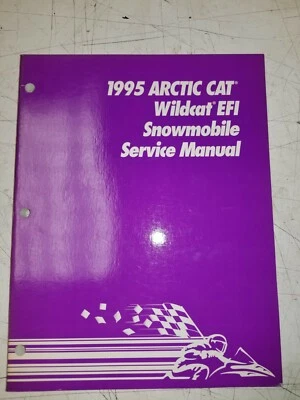 1995 ARCTIC CAT®
Wildcat® EFI
Snowmobile
Service Manual